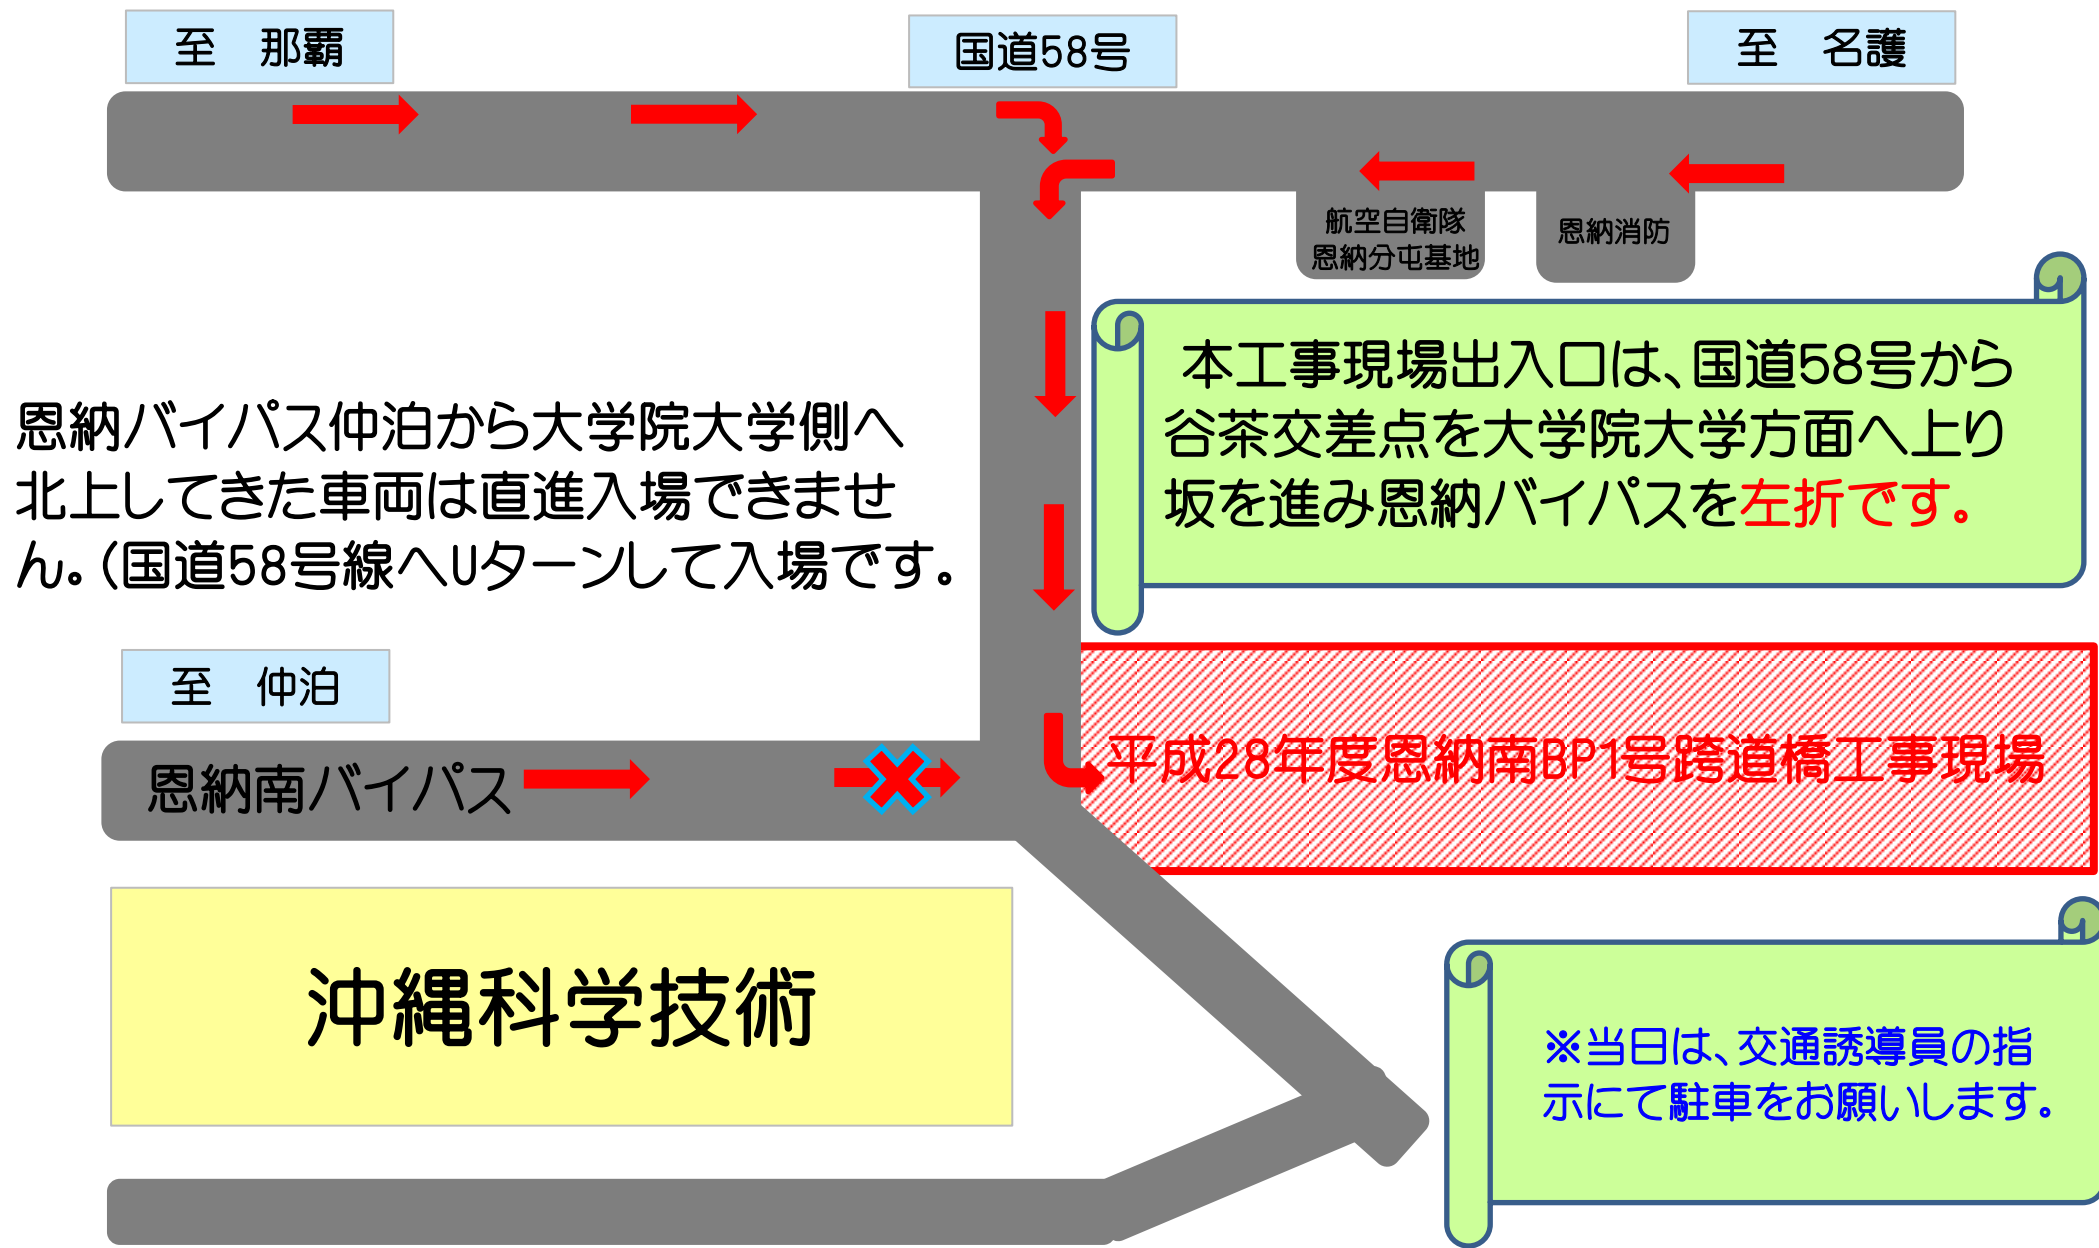 至　那覇
国道58号
至　名護
航空自衛隊
恩納分屯基地
恩納消防
本工事現場出入口は、国道58号から
谷茶交差点を大学院大学方面へ上り
坂を進み恩納バイパスを左折です。
恩納バイパス仲泊から大学院大学側へ
北上してきた車両は直進入場できませ
ん。(国道58号線へUターンして入場です。
至　仲泊
恩納南バイパス
平成28年度恩納南BP1号跨道橋工事現場
沖縄科学技術
※当日は、交通誘導員の指
示にて駐車をお願いします。